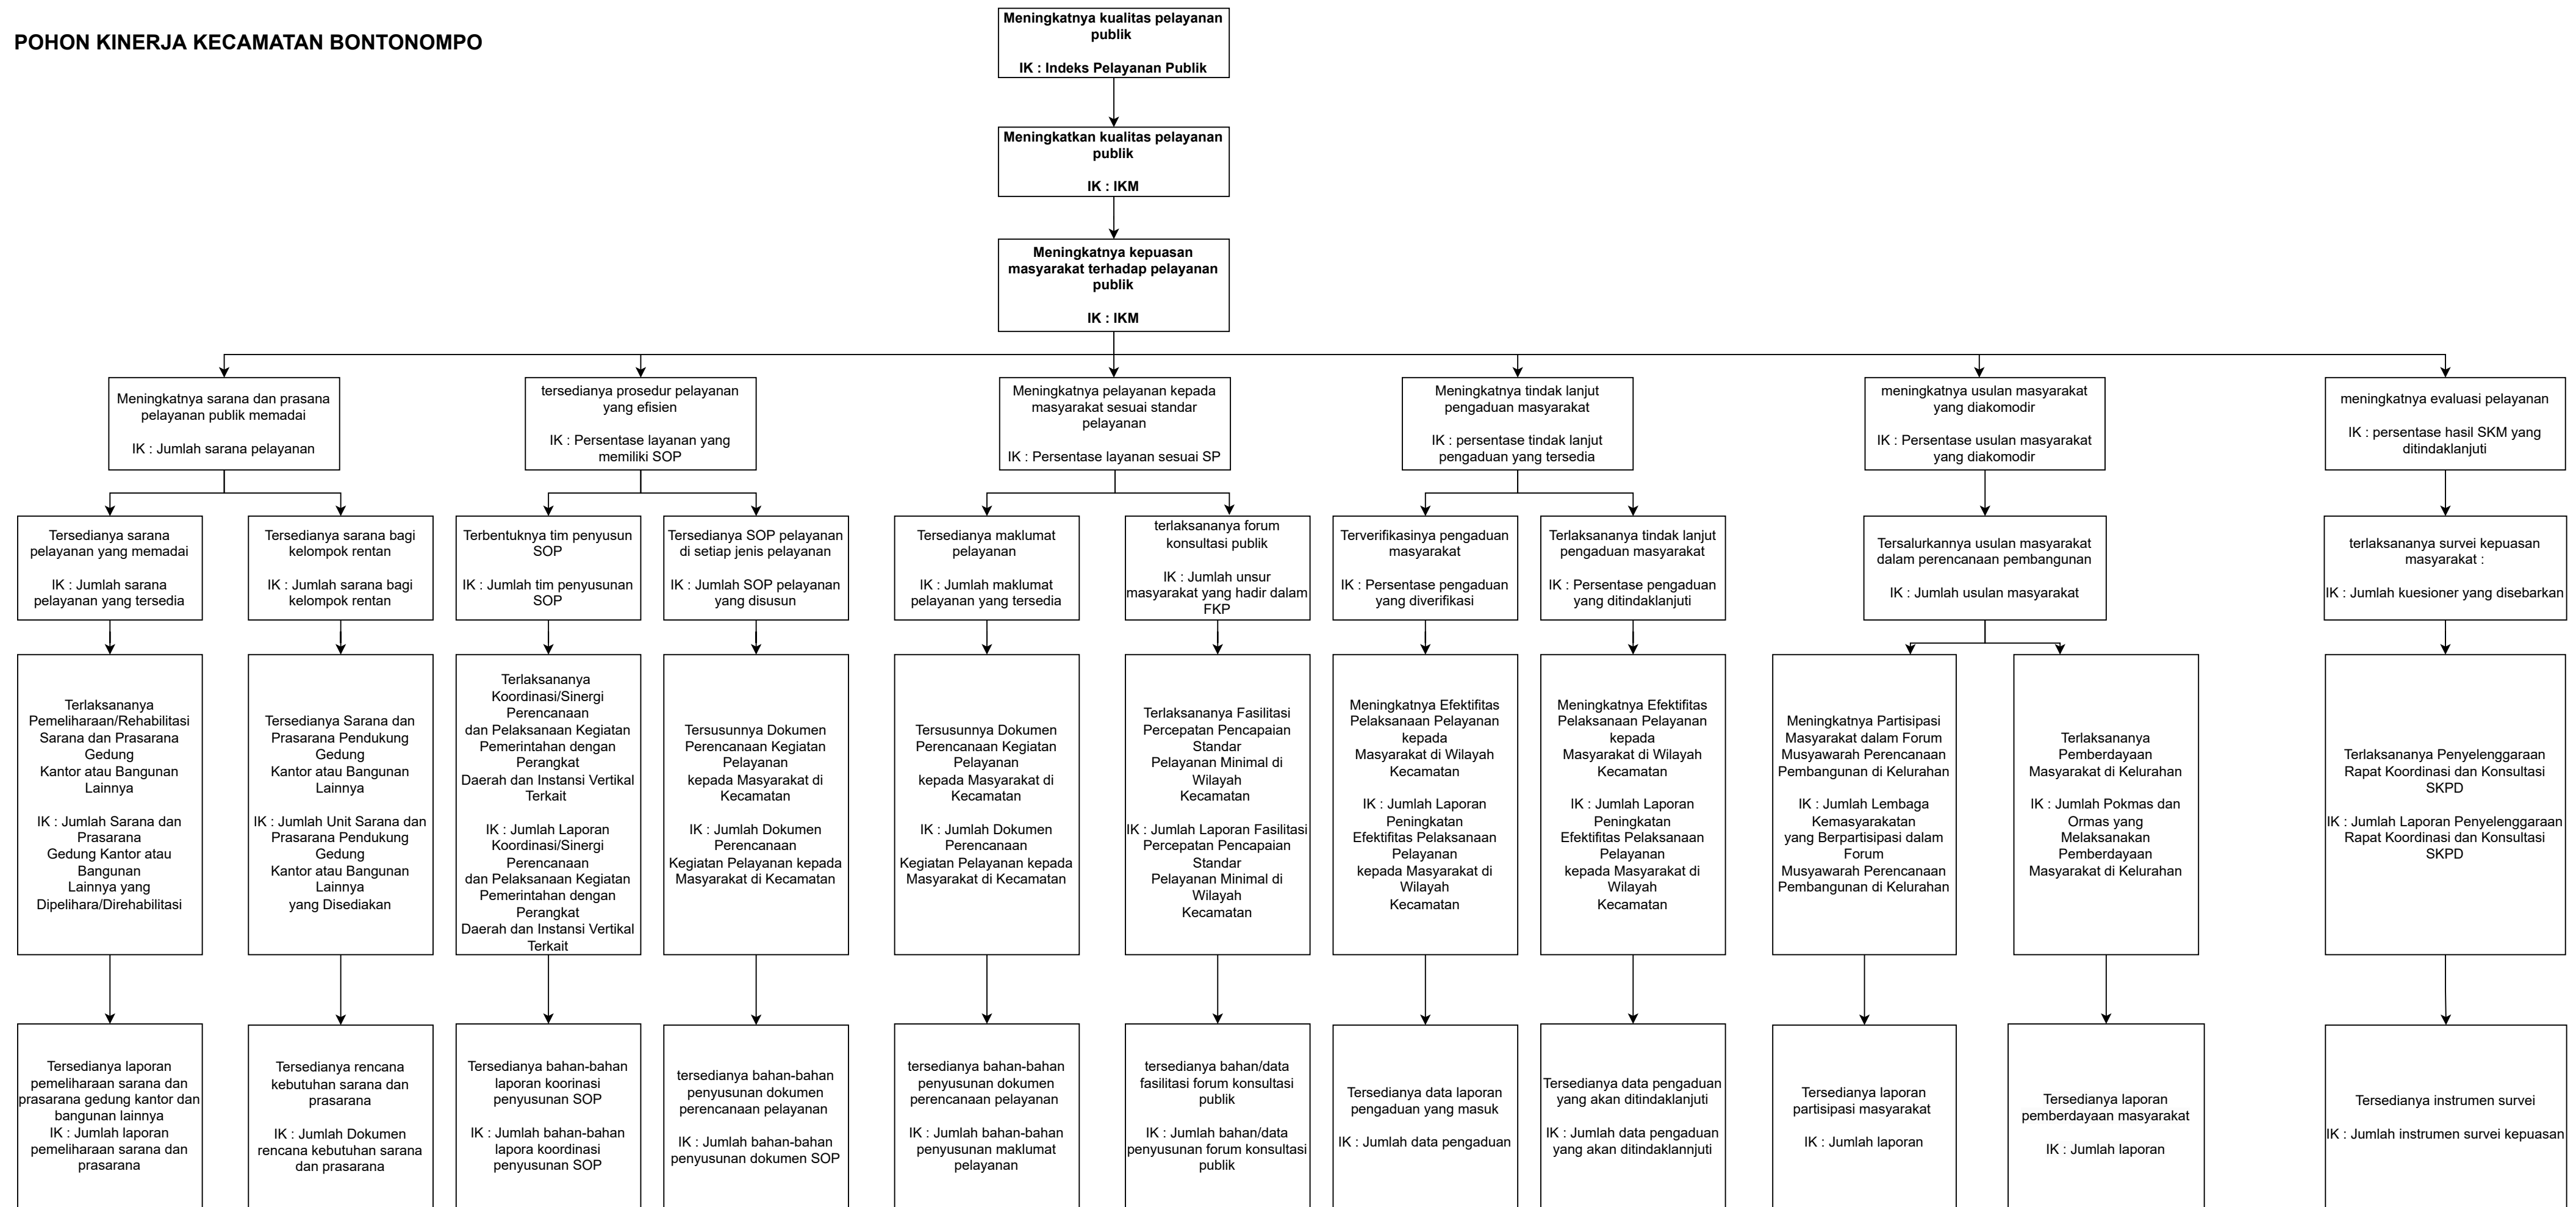 POHON KINERJA KECAMATAN BONTONOMPO
Meningkatnya kualitas pelayanan
publik
IK : Indeks Pelayanan Publik
Meningkatkan kualitas pelayanan
publik
IK : IKM
Meningkatnya kepuasan
masyarakat terhadap pelayanan
publik
IK : IKM
Meningkatnya sarana dan prasana
pelayanan publik memadai
IK : Jumlah sarana pelayanan
tersedianya prosedur pelayanan
yang efisien
IK : Persentase layanan yang
memiliki SOP
Meningkatnya pelayanan kepada
masyarakat sesuai standar
pelayanan
IK : Persentase layanan sesuai SP
Meningkatnya tindak lanjut
pengaduan masyarakat
IK : persentase tindak lanjut
pengaduan yang tersedia
meningkatnya usulan masyarakat
yang diakomodir
IK : Persentase usulan masyarakat
yang diakomodir
meningkatnya evaluasi pelayanan
IK : persentase hasil SKM yang
ditindaklanjuti
Tersedianya sarana
pelayanan yang memadai
IK : Jumlah sarana
pelayanan yang tersedia
Tersedianya sarana bagi
kelompok rentan
IK : Jumlah sarana bagi
kelompok rentan
Terbentuknya tim penyusun
SOP
IK : Jumlah tim penyusunan
SOP
Tersedianya SOP pelayanan
di setiap jenis pelayanan
IK : Jumlah SOP pelayanan
yang disusun
Tersedianya maklumat
pelayanan
IK : Jumlah maklumat
pelayanan yang tersedia
terlaksananya forum
konsultasi publik
IK : Jumlah unsur
masyarakat yang hadir dalam
FKP
Terverifikasinya pengaduan
masyarakat
IK : Persentase pengaduan
yang diverifikasi
Terlaksananya tindak lanjut
pengaduan masyarakat
IK : Persentase pengaduan
yang ditindaklanjuti
Tersalurkannya usulan masyarakat
dalam perencanaan pembangunan
IK : Jumlah usulan masyarakat
terlaksananya survei kepuasan
masyarakat :
IK : Jumlah kuesioner yang disebarkan
Terlaksananya
Pemeliharaan/Rehabilitasi
Sarana dan Prasarana
Gedung
Kantor atau Bangunan
Lainnya
IK : Jumlah Sarana dan
Prasarana
Gedung Kantor atau
Bangunan
Lainnya yang
Dipelihara/Direhabilitasi
Tersedianya Sarana dan
Prasarana Pendukung
Gedung
Kantor atau Bangunan
Lainnya
IK : Jumlah Unit Sarana dan
Prasarana Pendukung
Gedung
Kantor atau Bangunan
Lainnya
yang Disediakan
Terlaksananya
Koordinasi/Sinergi
Perencanaan
dan Pelaksanaan Kegiatan
Pemerintahan dengan
Perangkat
Daerah dan Instansi Vertikal
Terkait
IK : Jumlah Laporan
Koordinasi/Sinergi
Perencanaan
dan Pelaksanaan Kegiatan
Pemerintahan dengan
Perangkat
Daerah dan Instansi Vertikal
Terkait
Tersusunnya Dokumen
Perencanaan Kegiatan
Pelayanan
kepada Masyarakat di
Kecamatan
IK : Jumlah Dokumen
Perencanaan
Kegiatan Pelayanan kepada
Masyarakat di Kecamatan
Tersusunnya Dokumen
Perencanaan Kegiatan
Pelayanan
kepada Masyarakat di
Kecamatan
IK : Jumlah Dokumen
Perencanaan
Kegiatan Pelayanan kepada
Masyarakat di Kecamatan
Terlaksananya Fasilitasi
Percepatan Pencapaian
Standar
Pelayanan Minimal di
Wilayah
Kecamatan
IK : Jumlah Laporan Fasilitasi
Percepatan Pencapaian
Standar
Pelayanan Minimal di
Wilayah
Kecamatan
Meningkatnya Efektifitas
Pelaksanaan Pelayanan
kepada
Masyarakat di Wilayah
Kecamatan
IK : Jumlah Laporan
Peningkatan
Efektifitas Pelaksanaan
Pelayanan
kepada Masyarakat di
Wilayah
Kecamatan
Meningkatnya Efektifitas
Pelaksanaan Pelayanan
kepada
Masyarakat di Wilayah
Kecamatan
IK : Jumlah Laporan
Peningkatan
Efektifitas Pelaksanaan
Pelayanan
kepada Masyarakat di
Wilayah
Kecamatan
Meningkatnya Partisipasi
Masyarakat dalam Forum
Musyawarah Perencanaan
Pembangunan di Kelurahan
IK : Jumlah Lembaga
Kemasyarakatan
yang Berpartisipasi dalam
Forum
Musyawarah Perencanaan
Pembangunan di Kelurahan
Terlaksananya
Pemberdayaan
Masyarakat di Kelurahan
IK : Jumlah Pokmas dan
Ormas yang
Melaksanakan
Pemberdayaan
Masyarakat di Kelurahan
Terlaksananya Penyelenggaraan
Rapat Koordinasi dan Konsultasi
SKPD
IK : Jumlah Laporan Penyelenggaraan
Rapat Koordinasi dan Konsultasi
SKPD
Tersedianya laporan
pemeliharaan sarana dan
prasarana gedung kantor dan
bangunan lainnya
IK : Jumlah laporan
pemeliharaan sarana dan
prasarana
Tersedianya rencana
kebutuhan sarana dan
prasarana
IK : Jumlah Dokumen
rencana kebutuhan sarana
dan prasarana
Tersedianya bahan-bahan
laporan koorinasi
penyusunan SOP
IK : Jumlah bahan-bahan
lapora koordinasi
penyusunan SOP
tersedianya bahan-bahan
penyusunan dokumen
perencanaan pelayanan
IK : Jumlah bahan-bahan
penyusunan dokumen SOP
tersedianya bahan-bahan
penyusunan dokumen
perencanaan pelayanan
IK : Jumlah bahan-bahan
penyusunan maklumat
pelayanan
tersedianya bahan/data
fasilitasi forum konsultasi
publik
IK : Jumlah bahan/data
penyusunan forum konsultasi
publik
Tersedianya data laporan
pengaduan yang masuk
IK : Jumlah data pengaduan
Tersedianya data pengaduan
yang akan ditindaklanjuti
IK : Jumlah data pengaduan
yang akan ditindaklannjuti
Tersedianya laporan
partisipasi masyarakat
IK : Jumlah laporan
Tersedianya laporan
pemberdayaan masyarakat
IK : Jumlah laporan
Tersedianya instrumen survei
IK : Jumlah instrumen survei kepuasan